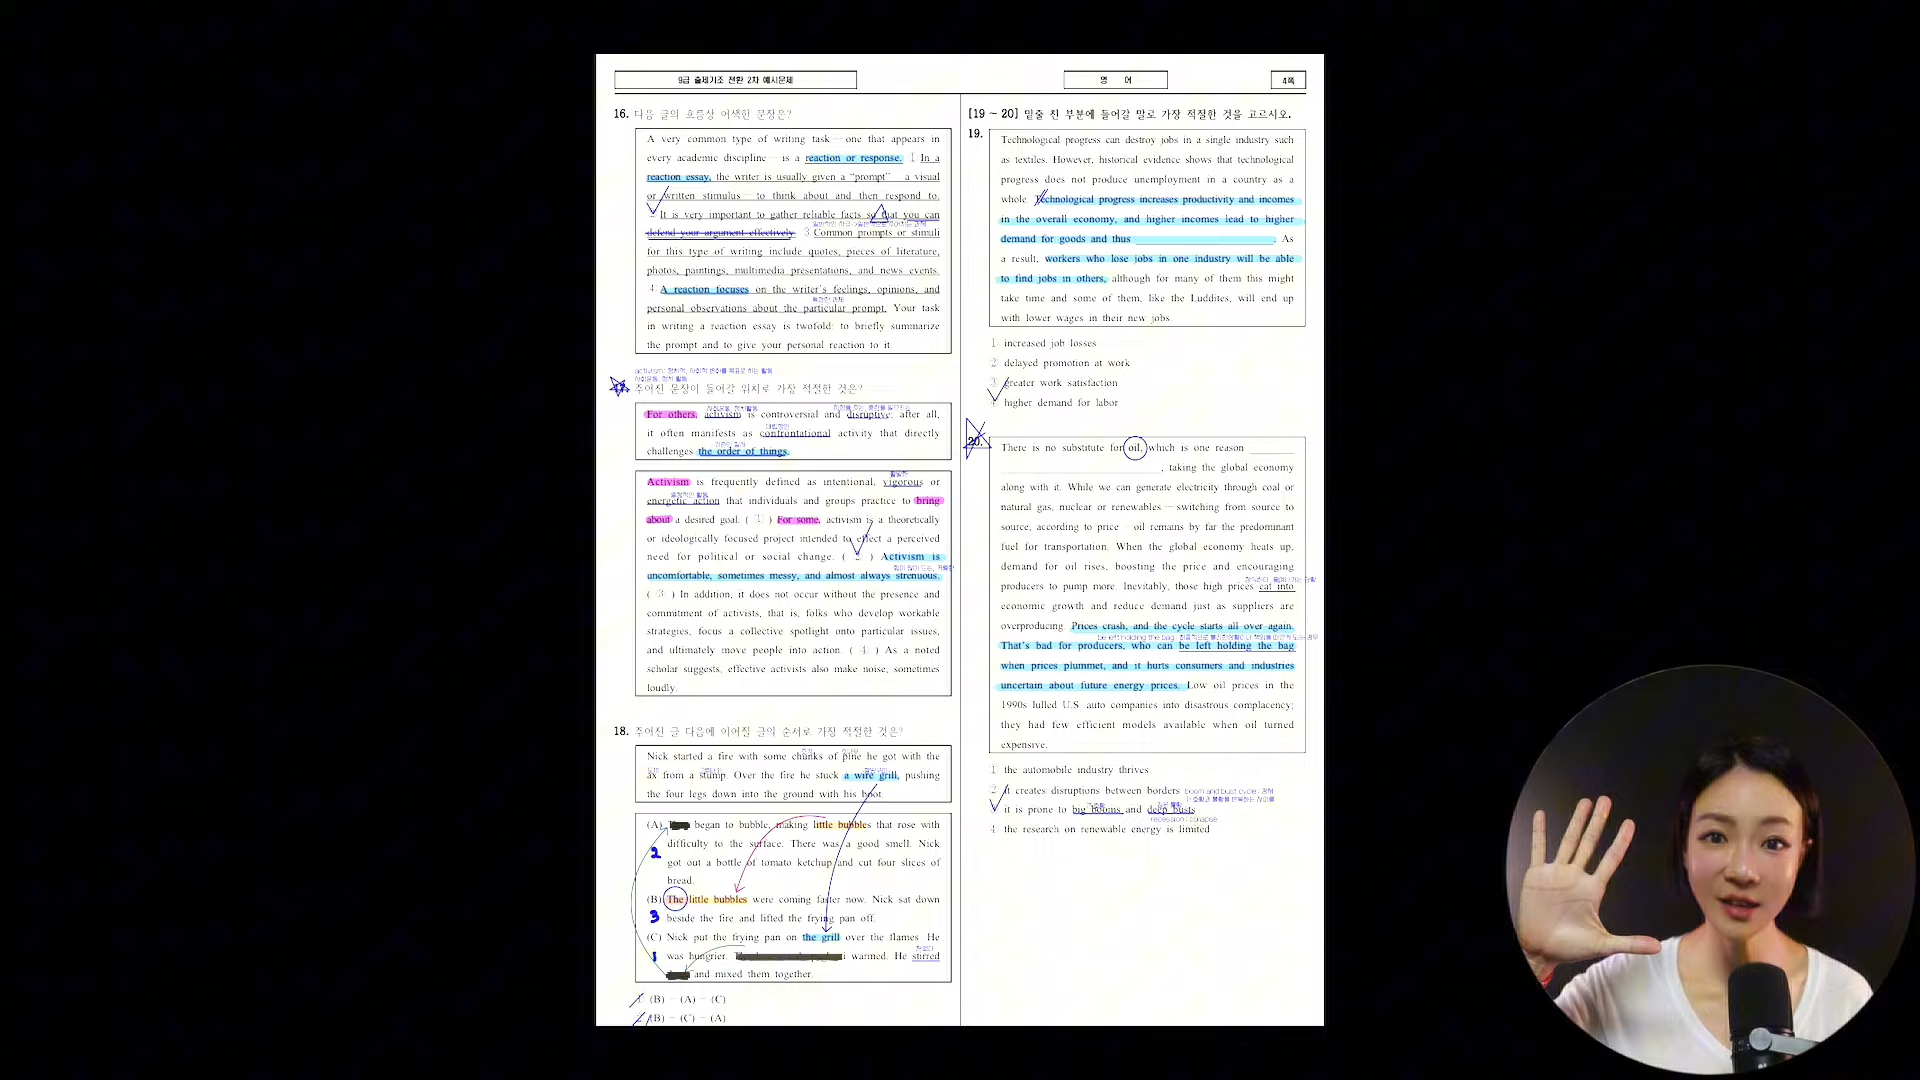 9급 출제기조 전환 2차 예시문제
영 어
4쪽
16. 다음 글의 흐름상 어색한 문장은?
A very common type of writing task — one that appears in
every academic discipline — is a reaction or response. 1 In a
reaction essay, the writer is usually given a “prompt” — a visual
or written stimulus — to think about and then respond to.
It is very important to gather reliable facts so that you can
defend your argument effectively. 3 Common prompts or stimuli
for this type of writing include quotes, pieces of literature,
photos, paintings, multimedia presentations, and news events.
4 A reaction focuses on the writer's feelings, opinions, and
personal observations about the particular prompt. Your task
in writing a reaction essay is twofold: to briefly summarize
the prompt and to give your personal reaction to it.
activism: 정치적, 사회적 변화를 목표로 하는 활동
사회운동, 정치 활동
17. 주어진 문장이 들어갈 위치로 가장 적절한 것은?
For others, activism is controversial and disruptive; after all,
it often manifests as confrontational activity that directly
challenges the order of things.
Activism is frequently defined as intentional, vigorous or
energetic action that individuals and groups practice to bring
about a desired goal. ( 1 ) For some, activism is a theoretically
or ideologically focused project intended to effect a perceived
need for political or social change. ( 2 ) Activism is
uncomfortable, sometimes messy, and almost always strenuous.
( 3 ) In addition, it does not occur without the presence and
commitment of activists, that is, folks who develop workable
strategies, focus a collective spotlight onto particular issues,
and ultimately move people into action. ( 4 ) As a noted
scholar suggests, effective activists also make noise, sometimes
loudly.
18. 주어진 글 다음에 이어질 글의 순서로 가장 적절한 것은?
Nick started a fire with some chunks of pine he got with the
ax from a stump. Over the fire he stuck a wire grill, pushing
the four legs down into the ground with his boot.
(A) began to bubble, making little bubbles that rose with
difficulty to the surface. There was a good smell. Nick
got out a bottle of tomato ketchup and cut four slices of
bread.
2
(B) The little bubbles were coming faster now. Nick sat down
beside the fire and lifted the frying pan off.
3
(C) Nick put the frying pan on the grill over the flames. He
was hungrier. warmed. He stirred
and mixed them together.
1
1 (B) - (A) - (C)
2 (B) - (C) - (A)
[19 ~ 20] 밑줄 친 부분에 들어갈 말로 가장 적절한 것을 고르시오.
19.
Technological progress can destroy jobs in a single industry such
as textiles. However, historical evidence shows that technological
progress does not produce unemployment in a country as a
whole. Technological progress increases productivity and incomes
in the overall economy, and higher incomes lead to higher
demand for goods and thus ____________________. As
a result, workers who lose jobs in one industry will be able
to find jobs in others, although for many of them this might
take time and some of them, like the Luddites, will end up
with lower wages in their new jobs.
1 increased job losses
2 delayed promotion at work
3 greater work satisfaction
higher demand for labor
20.
There is no substitute for oil, which is one reason ______
____________________, taking the global economy
along with it. While we can generate electricity through coal or
natural gas, nuclear or renewables — switching from source to
source, according to price — oil remains by far the predominant
fuel for transportation. When the global economy heats up,
demand for oil rises, boosting the price and encouraging
producers to pump more. Inevitably, those high prices eat into
economic growth and reduce demand just as suppliers are
overproducing. Prices crash, and the cycle starts all over again.
That's bad for producers, who can be left holding the bag
when prices plummet, and it hurts consumers and industries
uncertain about future energy prices. Low oil prices in the
1990s lulled U.S. auto companies into disastrous complacency;
they had few efficient models available when oil turned
expensive.
1 the automobile industry thrives
2 it creates disruptions between borders
boom and bust cycle : 경제
it is prone to big booms and deep busts
recession : collapse
4 the research on renewable energy is limited